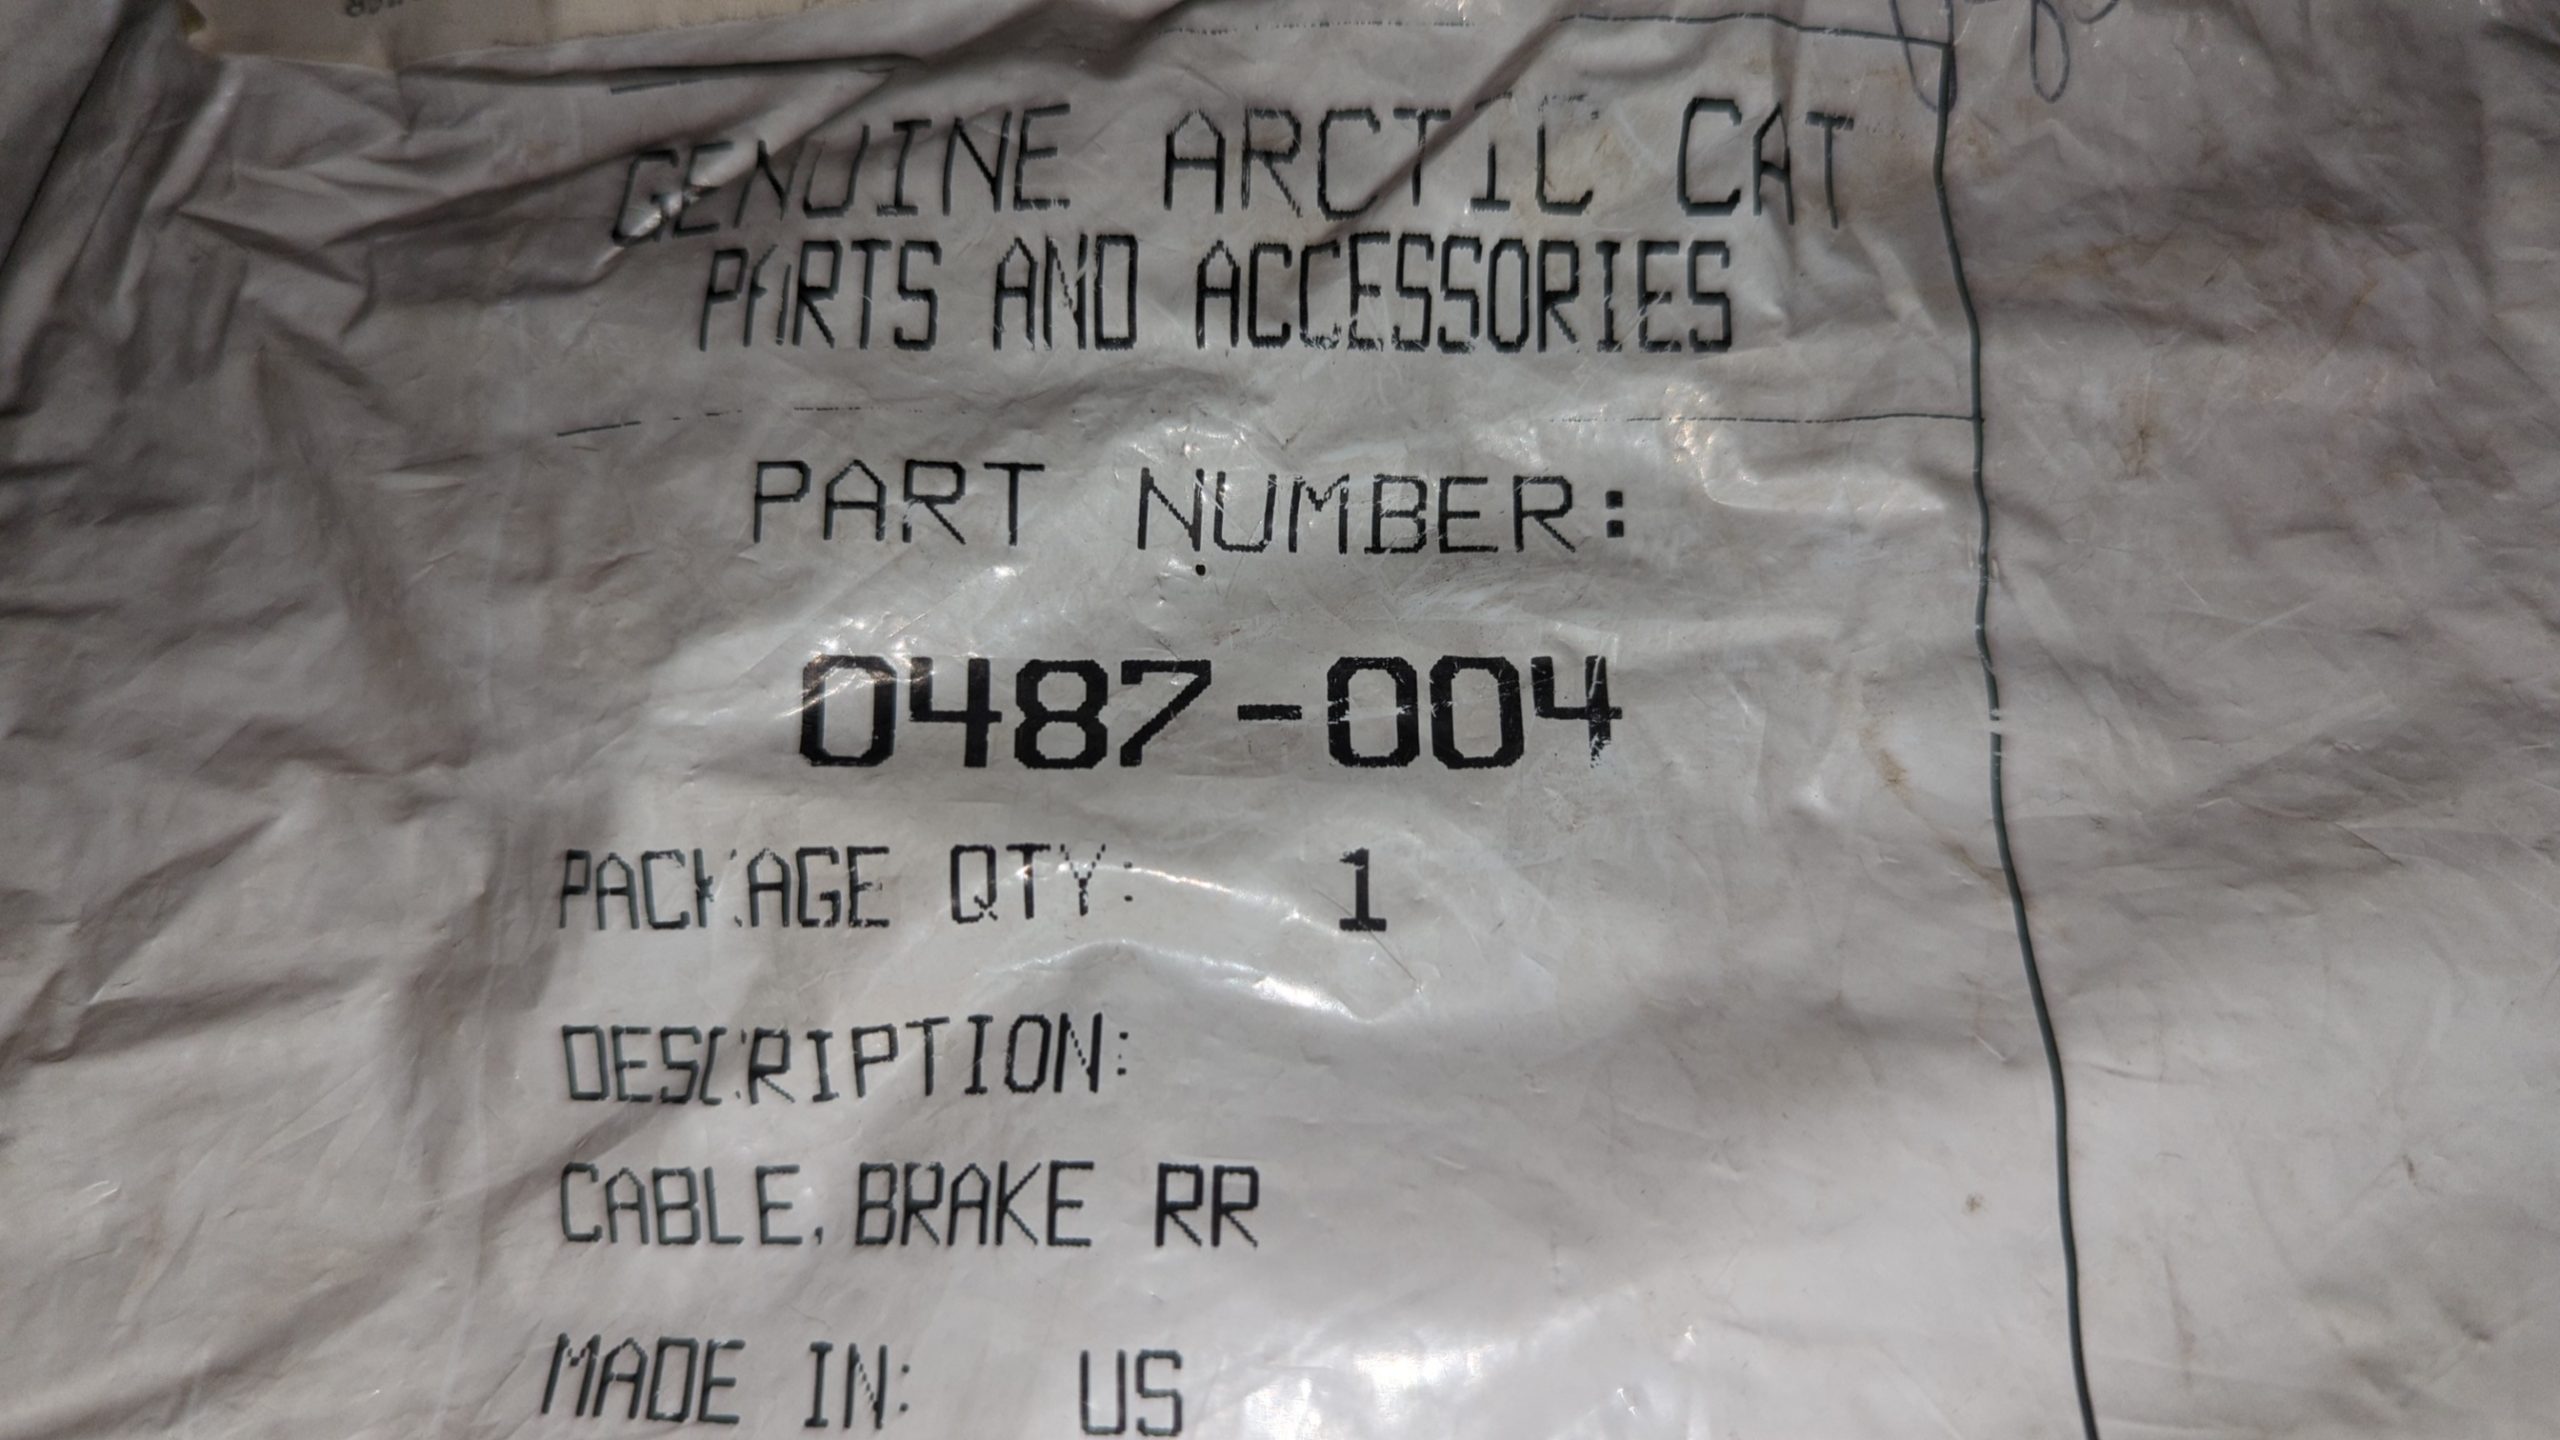 GENUINE ARCTIC CAT
PARTS AND ACCESSORIES
PART NUMBER:
0487-004
PACKAGE QTY: 1
DESCRIPTION:
CABLE, BRAKE RR
MADE IN: US